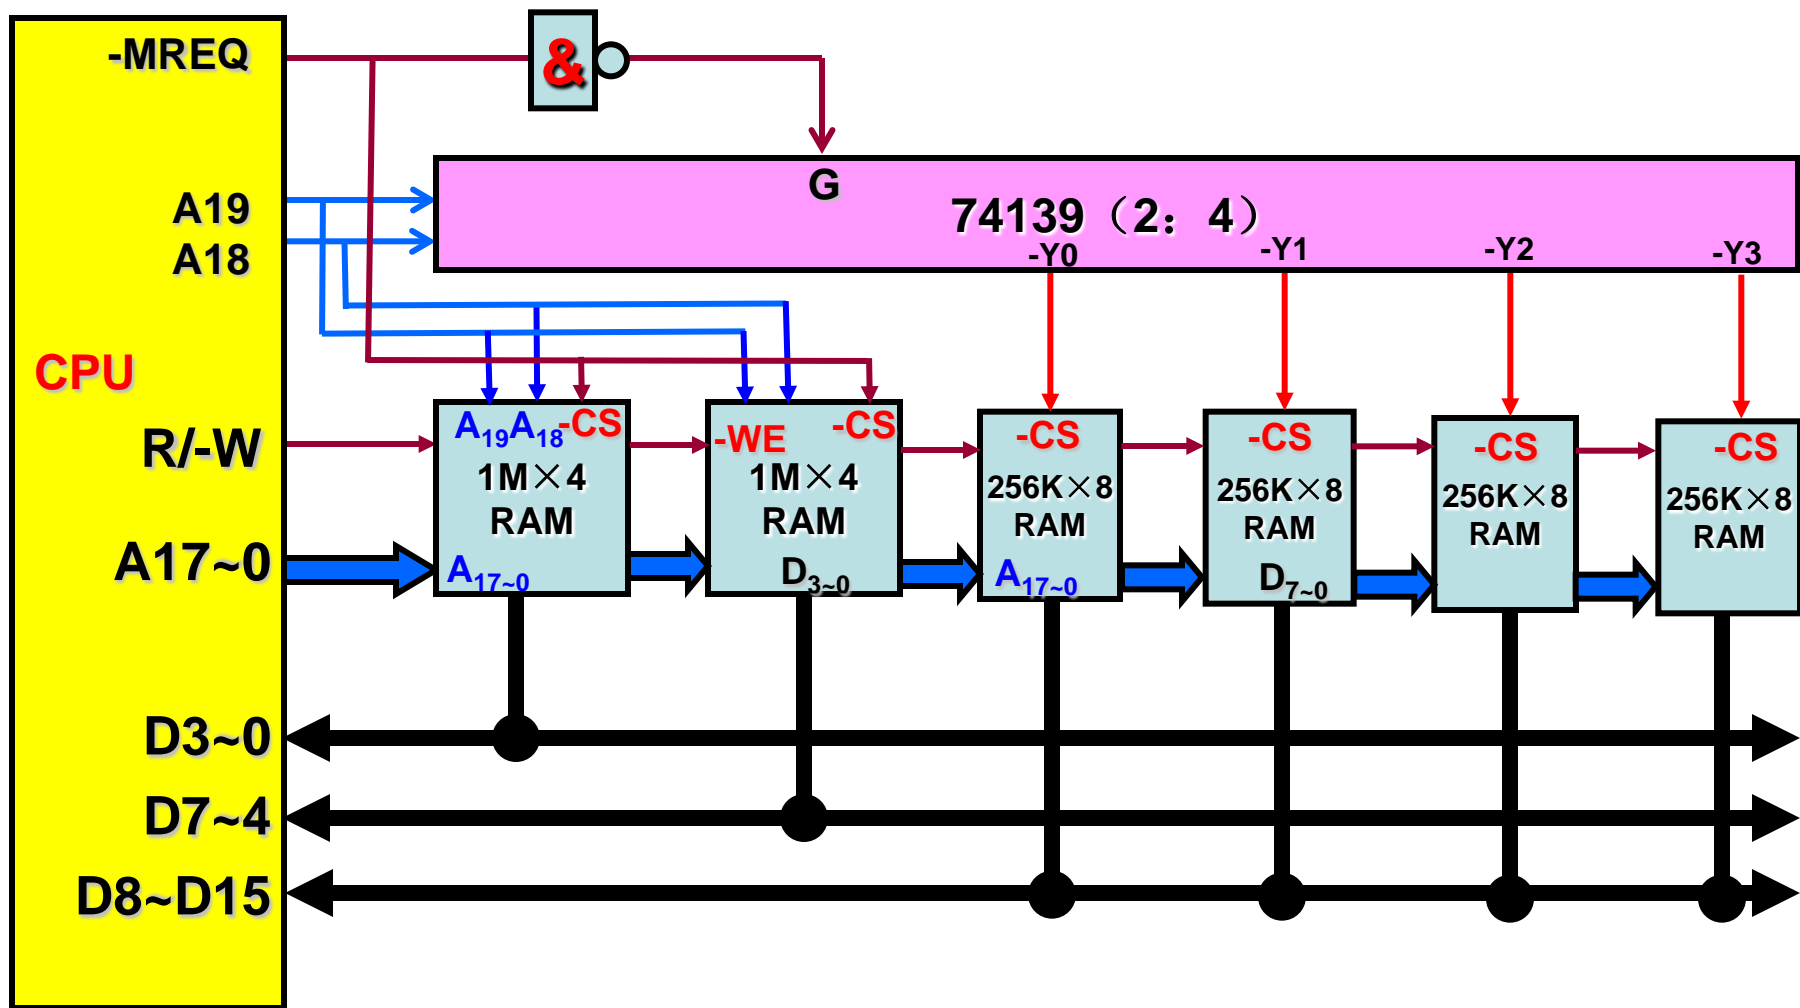 -MREQ
&
G
A19
74139（2：4）
A18
-Y0
-Y1
-Y2
-Y3
CPU
R/-W
A19A18-CS
1M×4
RAM
A17~0
-WE
-CS
1M×4
RAM
D3~0
-CS
256K×8
RAM
A17~0
-CS
256K×8
RAM
D7~0
-CS
256K×8
RAM
-CS
256K×8
RAM
A17~0
D3~0
D7~4
D8~D15